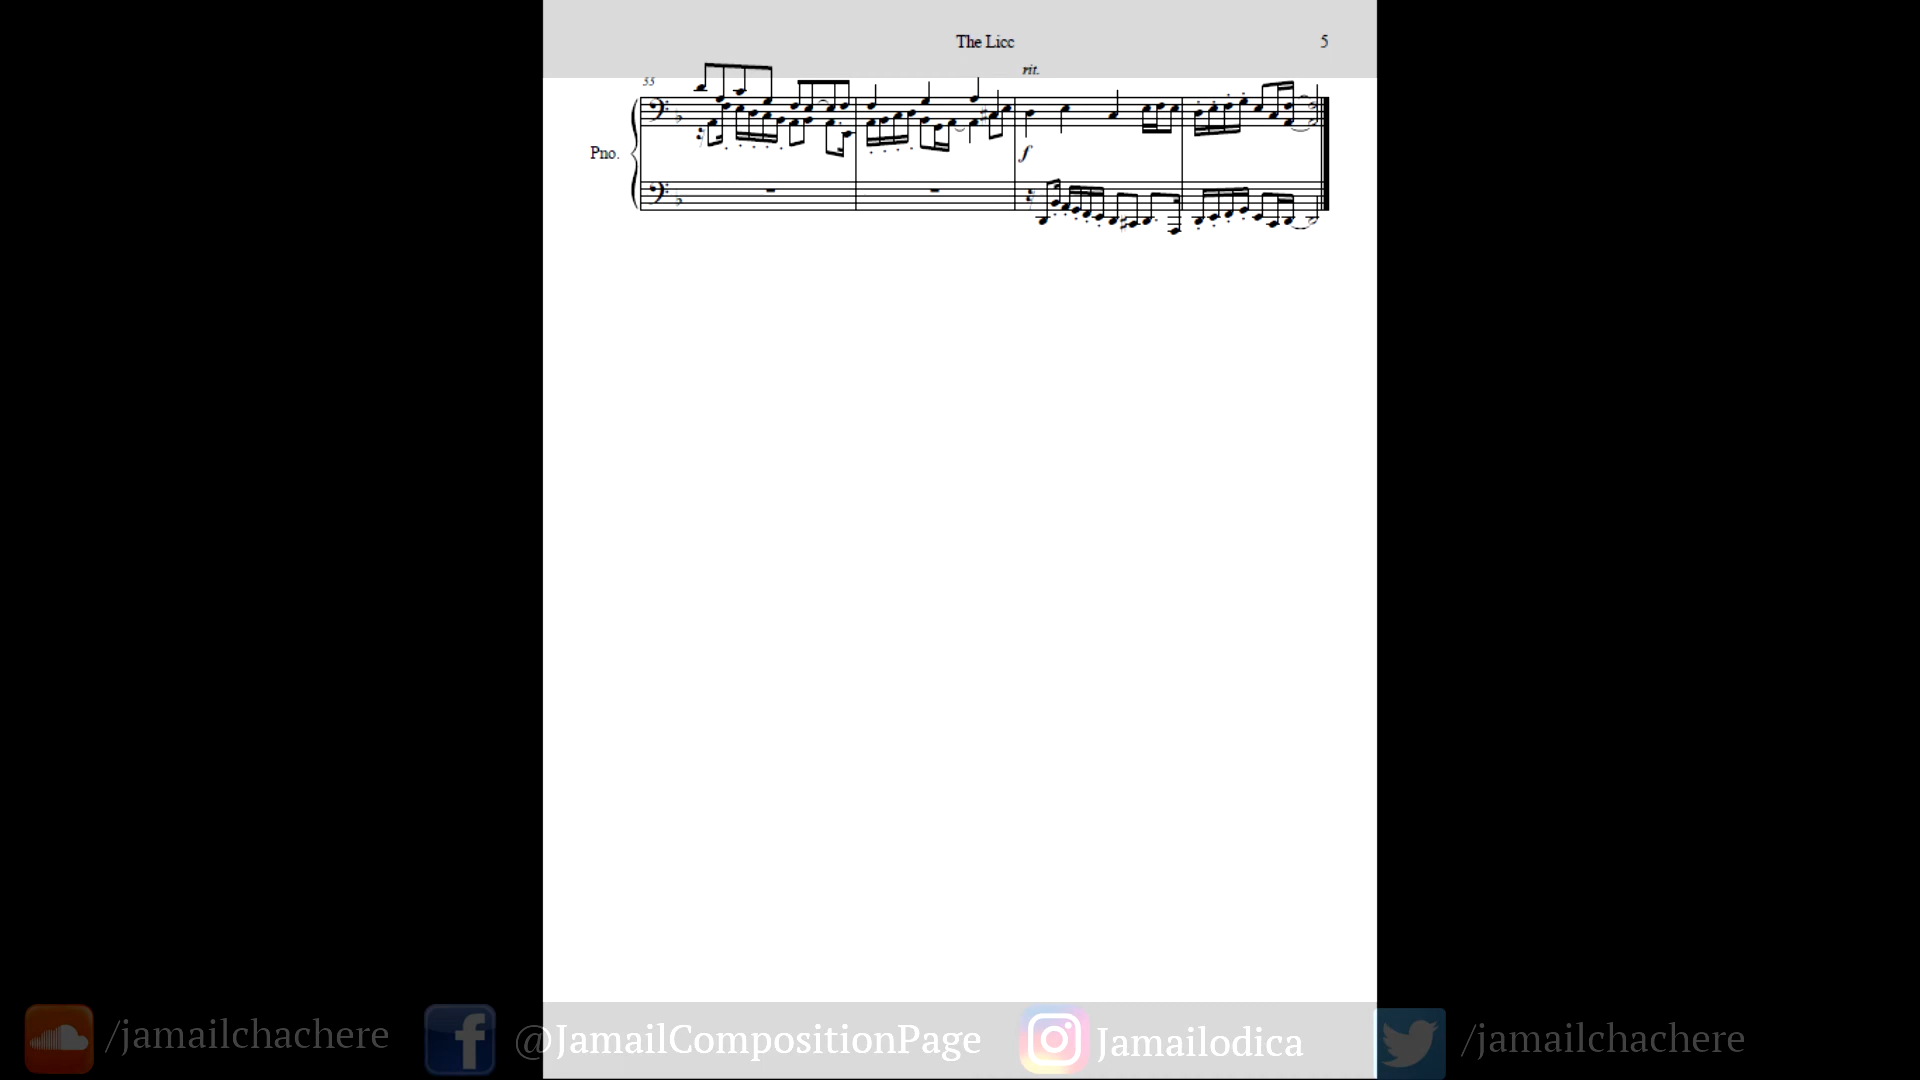 The Licc
5
rit.
55
Pno.
f
/jamailchachere
@JamailCompositionPage
Jamailodica
/jamailchachere